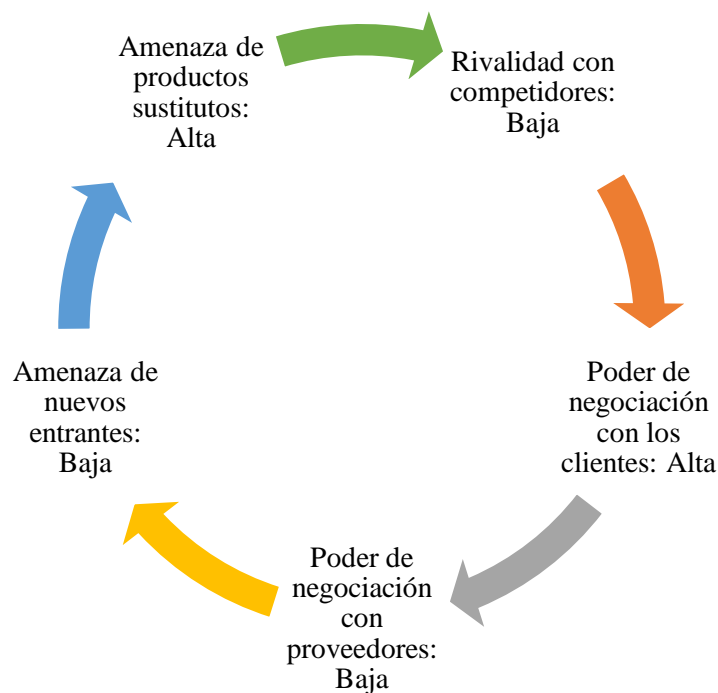 Amenaza de
productos
sustitutos:
Alta
Rivalidad con
competidores:
Baja
Poder de
negociación
con los
clientes: Alta
Poder de
negociación
con
proveedores:
Baja
Amenaza de
nuevos
entrantes:
Baja